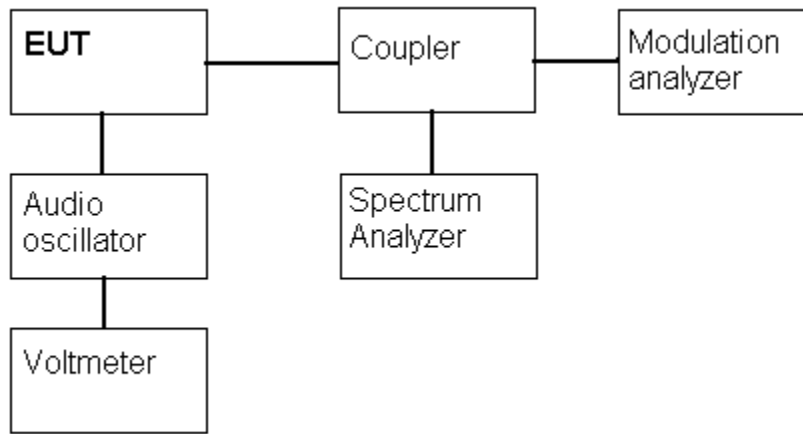 EUT
Coupler
Modulation
analyzer
Audio
oscillator
Spectrum
Analyzer
Voltmeter